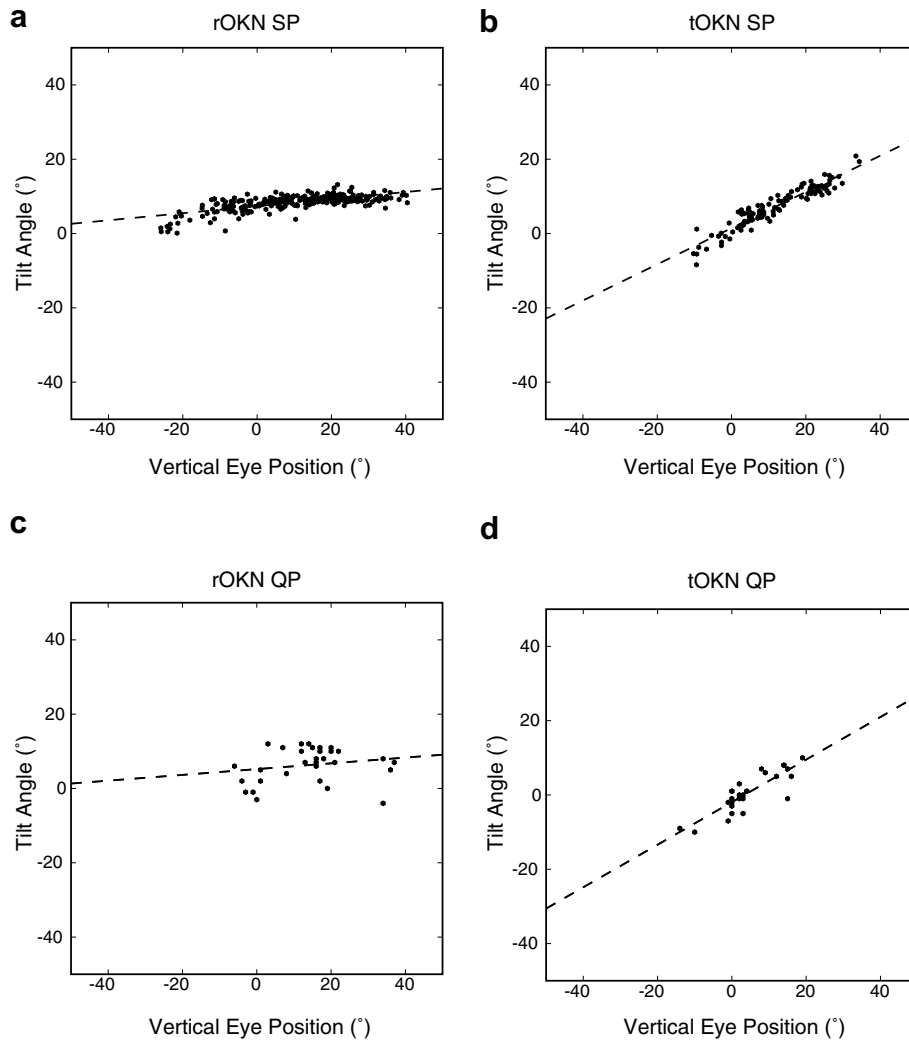 a
rOKN SP
40
20
0
-20
-40
Tilt Angle (°)
-40 -20 0 20 40
Vertical Eye Position (°)
b
tOKN SP
40
20
0
-20
-40
Tilt Angle (°)
-40 -20 0 20 40
Vertical Eye Position (°)
c
rOKN QP
40
20
0
-20
-40
Tilt Angle (°)
-40 -20 0 20 40
Vertical Eye Position (°)
d
tOKN QP
40
20
0
-20
-40
Tilt Angle (°)
-40 -20 0 20 40
Vertical Eye Position (°)